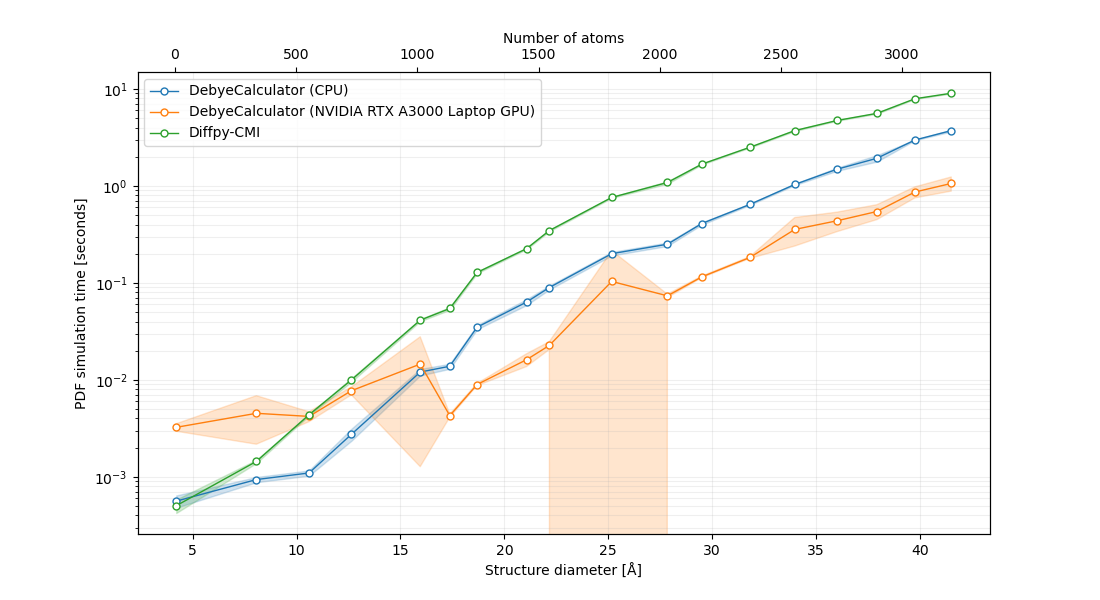 Number of atoms
0 500 1000 1500 2000 2500 3000
DebyeCalculator (CPU)
DebyeCalculator (NVIDIA RTX A3000 Laptop GPU)
Diffpy-CMI
PDF simulation time [seconds]
10¹
10⁰
10⁻¹
10⁻²
10⁻³
5 10 15 20 25 30 35 40
Structure diameter [Å]